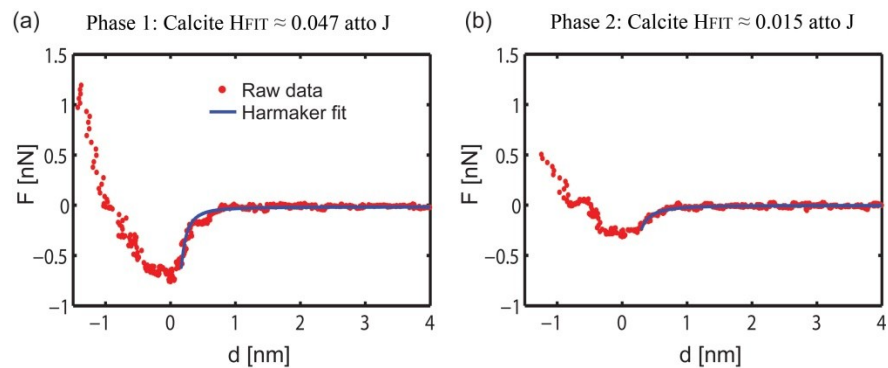 (a) Phase 1: Calcite HFIT ≈ 0.047 atto J
1.5
1
0.5
0
−0.5
−1
F [nN]
Raw data
Harmaker fit
−1 0 1 2 3 4
d [nm]
(b) Phase 2: Calcite HFIT ≈ 0.015 atto J
1.5
1
0.5
0
−0.5
−1
F [nN]
−1 0 1 2 3 4
d [nm]